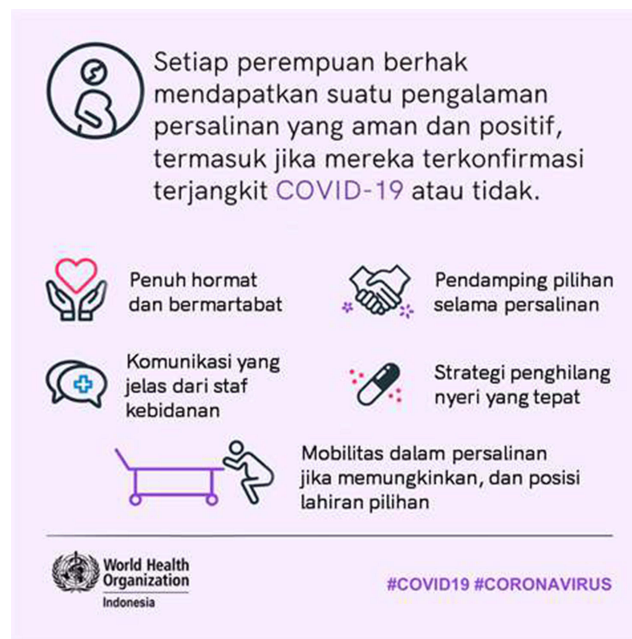 Setiap perempuan berhak
mendapatkan suatu pengalaman
persalinan yang aman dan positif,
termasuk jika mereka terkonfirmasi
terjangkit COVID-19 atau tidak.
Penuh hormat
dan bermartabat
Pendamping pilihan
selama persalinan
Komunikasi yang
jelas dari staf
kebidanan
Strategi penghilang
nyeri yang tepat
Mobilitas dalam persalinan
jika memungkinkan, dan posisi
lahiran pilihan
World Health
Organization
Indonesia
#COVID19 #CORONAVIRUS